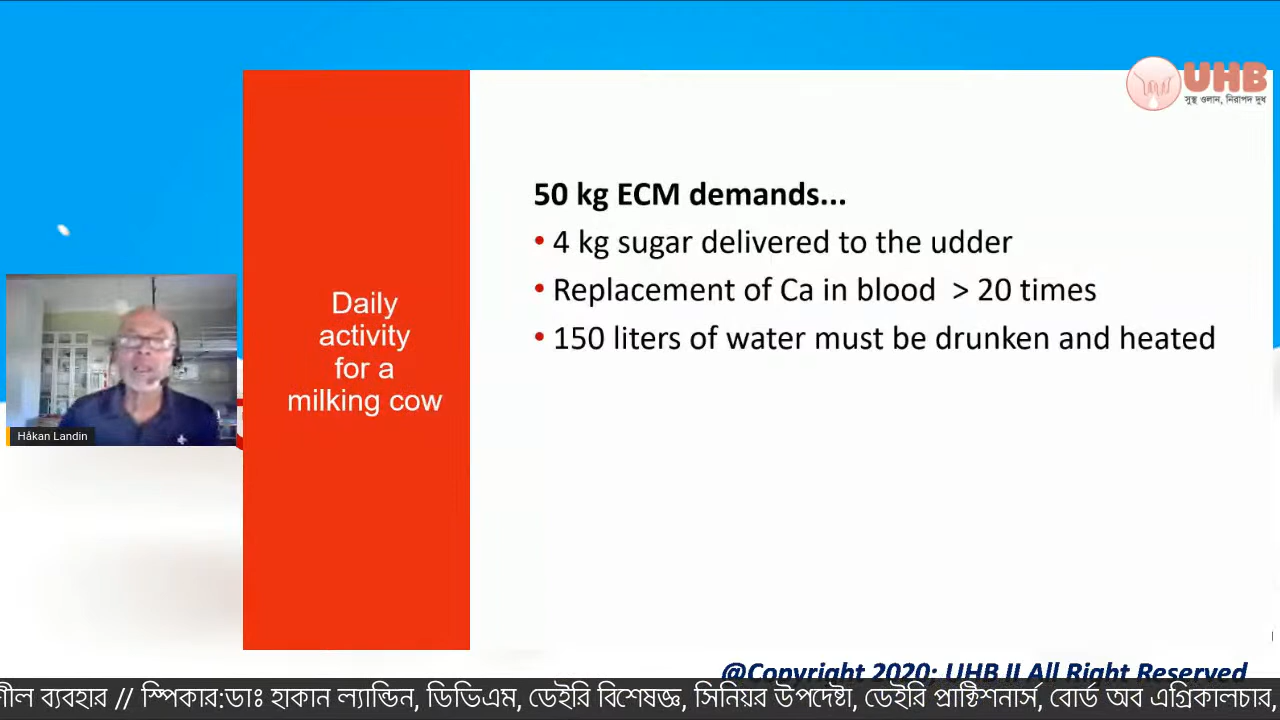 UHB
সুস্থ ওলান, নিরাপদ দুধ
50 kg ECM demands...
• 4 kg sugar delivered to the udder
• Replacement of Ca in blood > 20 times
• 150 liters of water must be drunken and heated
Daily
activity
for a
milking cow
Håkan Landin
@Copyright 2020; UHB II All Right Reserved
ব্যবহার // স্পিকার:ডাঃ হাকান ল্যান্ডিন, ডিভিএম, ডেইরি বিশেষজ্ঞ, সিনিয়র উপদেষ্টা, ডেইরি প্রাক্টিশনার্স, বোর্ড অব এগ্রিকালচার,